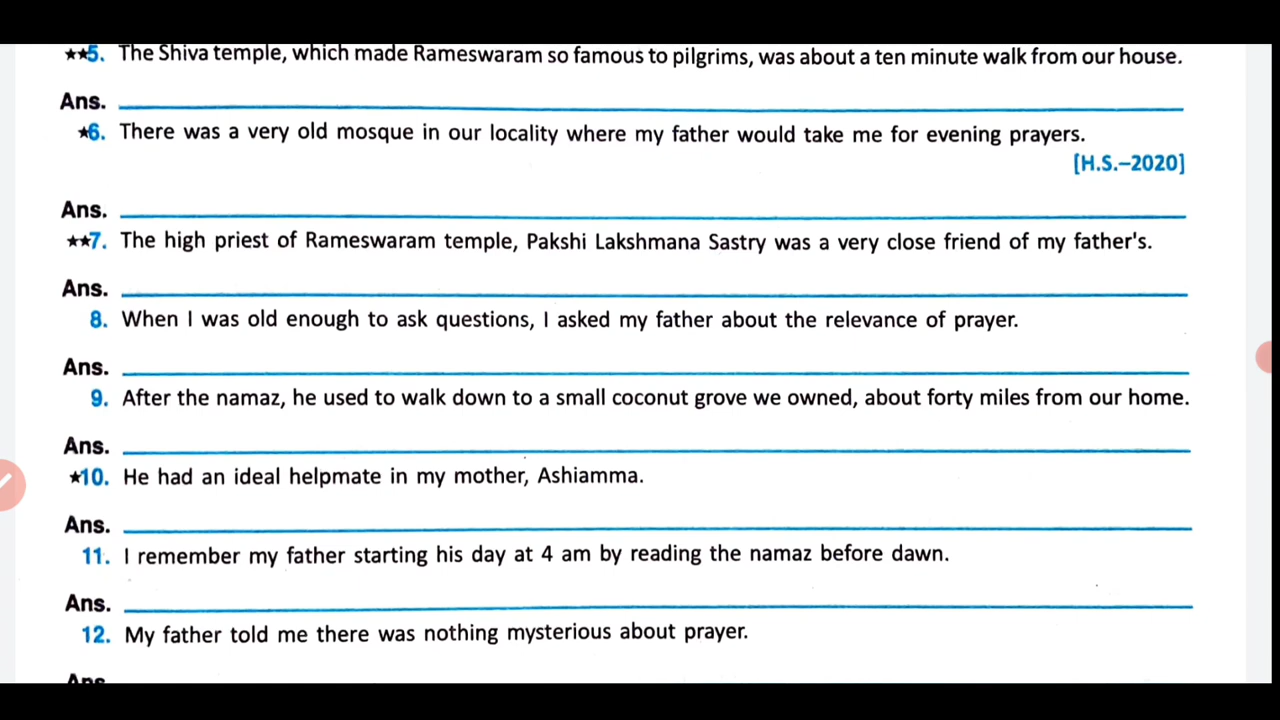 ★★5. The Shiva temple, which made Rameswaram so famous to pilgrims, was about a ten minute walk from our house.
Ans.
★6. There was a very old mosque in our locality where my father would take me for evening prayers.
[H.S.–2020]
Ans.
★★7. The high priest of Rameswaram temple, Pakshi Lakshmana Sastry was a very close friend of my father's.
Ans.
8. When I was old enough to ask questions, I asked my father about the relevance of prayer.
Ans.
9. After the namaz, he used to walk down to a small coconut grove we owned, about forty miles from our home.
Ans.
★10. He had an ideal helpmate in my mother, Ashiamma.
Ans.
11. I remember my father starting his day at 4 am by reading the namaz before dawn.
Ans.
12. My father told me there was nothing mysterious about prayer.
Ans.